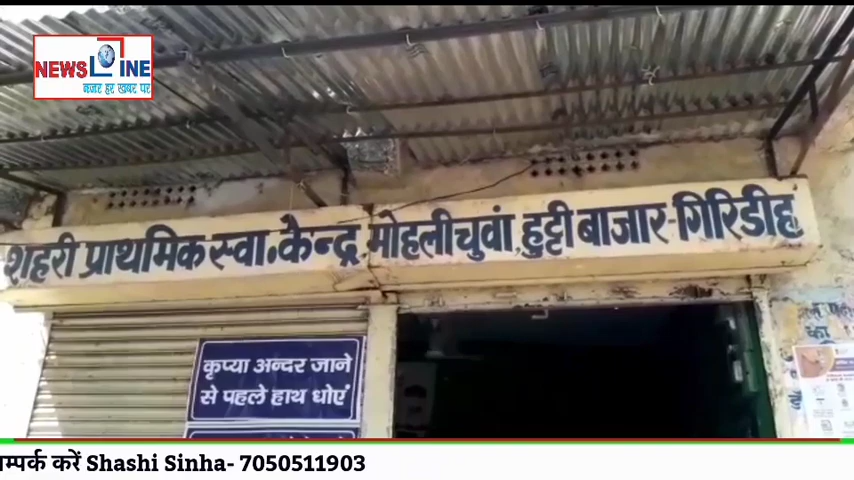 NEWS LINE
नजर हर खबर पर
शहरी प्राथमिक स्वा. केन्द्र, मोहलीचुवां, हुट्टी बाजार-गिरिडीह
कृप्या अन्दर जाने
से पहले हाथ धोएं
म्पर्क करें Shashi Sinha- 7050511903